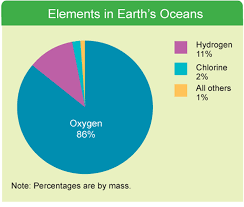 Elements in Earth's Oceans
Hydrogen
11%
Chlorine
2%
All others
1%
Oxygen
86%
Note: Percentages are by mass.